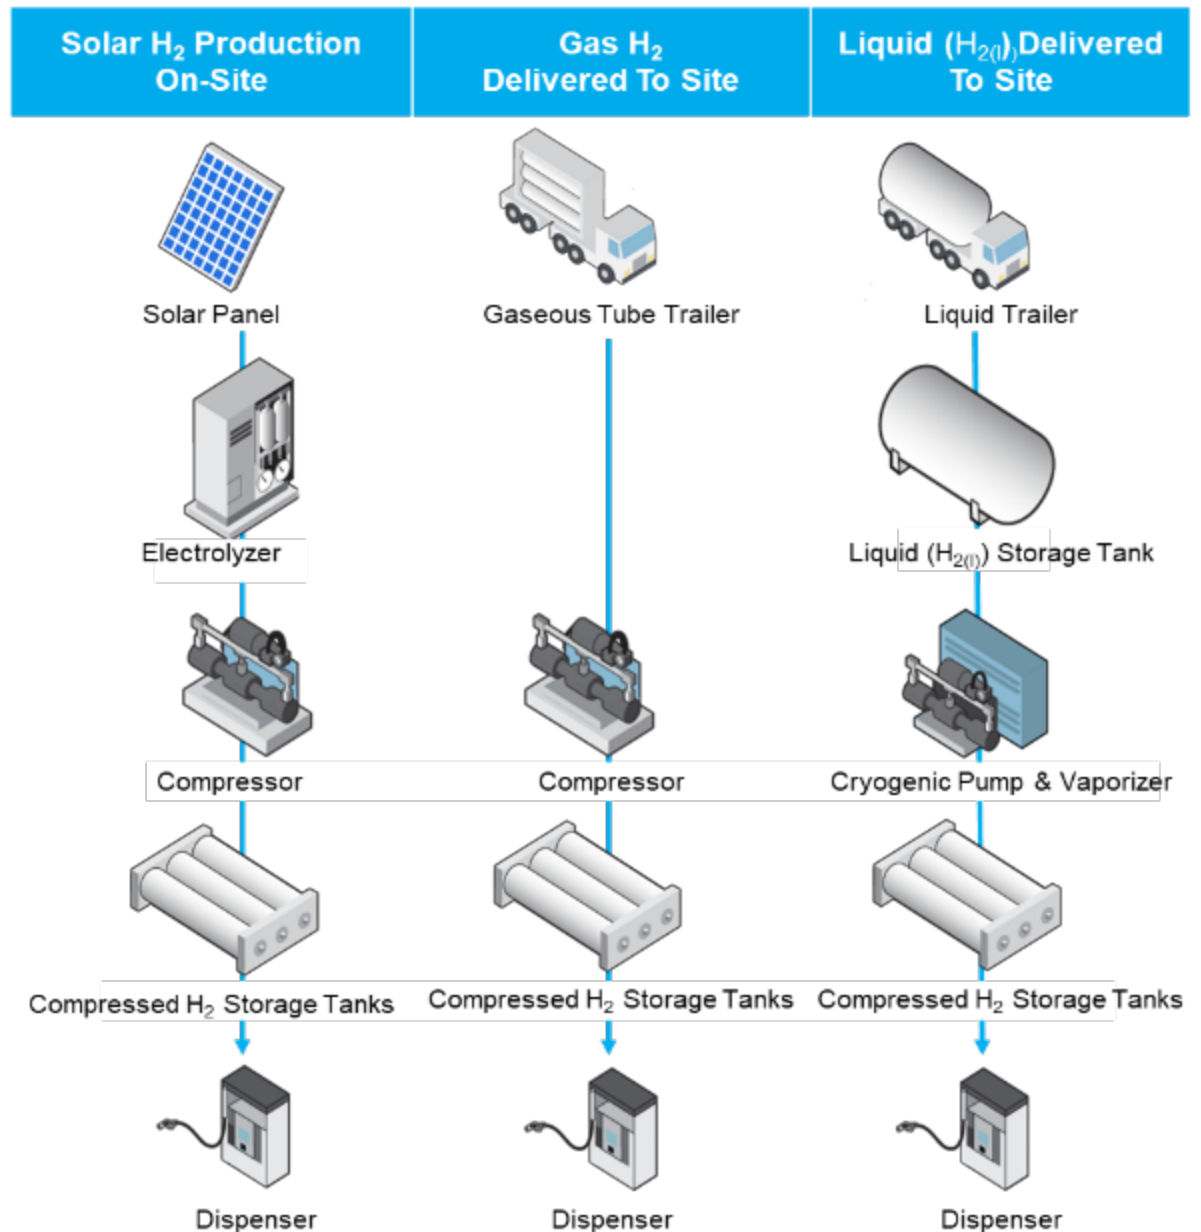 Solar H₂ Production
On-Site
Gas H₂
Delivered To Site
Liquid (H₂₍ₗ₎)Delivered
To Site
Solar Panel
Gaseous Tube Trailer
Liquid Trailer
Electrolyzer
Liquid (H₂₍ₗ₎) Storage Tank
Compressor
Compressor
Cryogenic Pump & Vaporizer
Compressed H₂ Storage Tanks
Compressed H₂ Storage Tanks
Compressed H₂ Storage Tanks
Dispenser
Dispenser
Dispenser